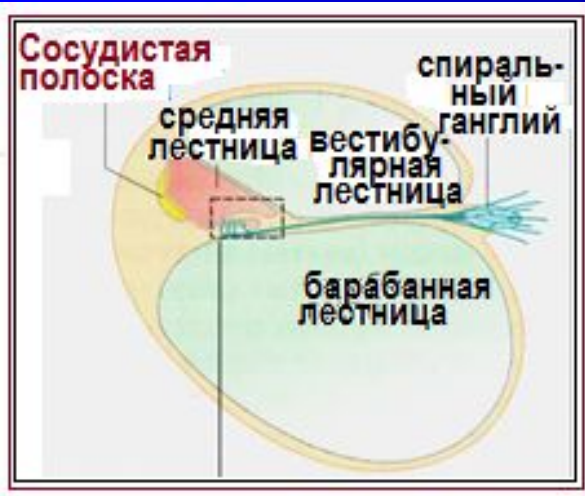 Сосудистая
полоска
средняя
лестница
вестибу-
лярная
лестница
спираль-
ный
ганглий
барабанная
лестница